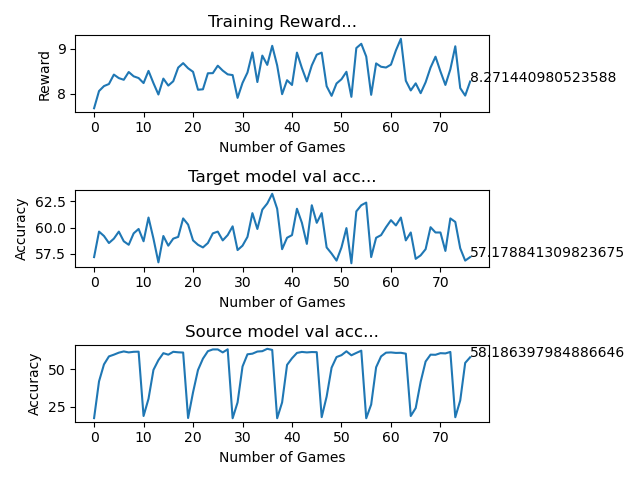 Training Reward...
Reward
9
8
8.271440980523588
0 10 20 30 40 50 60 70
Number of Games
Target model val acc...
Accuracy
62.5
60.0
57.5
57.178841309823675
0 10 20 30 40 50 60 70
Number of Games
Source model val acc...
Accuracy
50
25
58.186397984886646
0 10 20 30 40 50 60 70
Number of Games